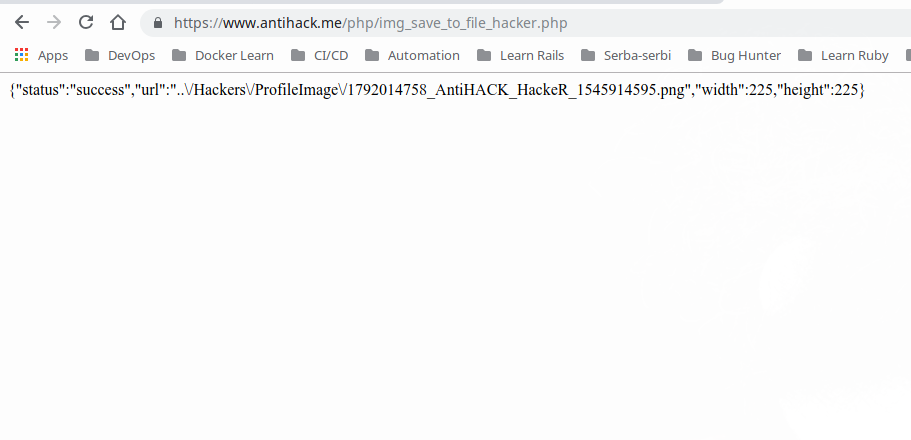 https://www.antihack.me/php/img_save_to_file_hacker.php
Apps DevOps Docker Learn CI/CD Automation Learn Rails Serba-serbi Bug Hunter Learn Ruby
{"status":"success","url":"..\/Hackers\/ProfileImage\/1792014758_AntiHACK_HackeR_1545914595.png","width":225,"height":225}